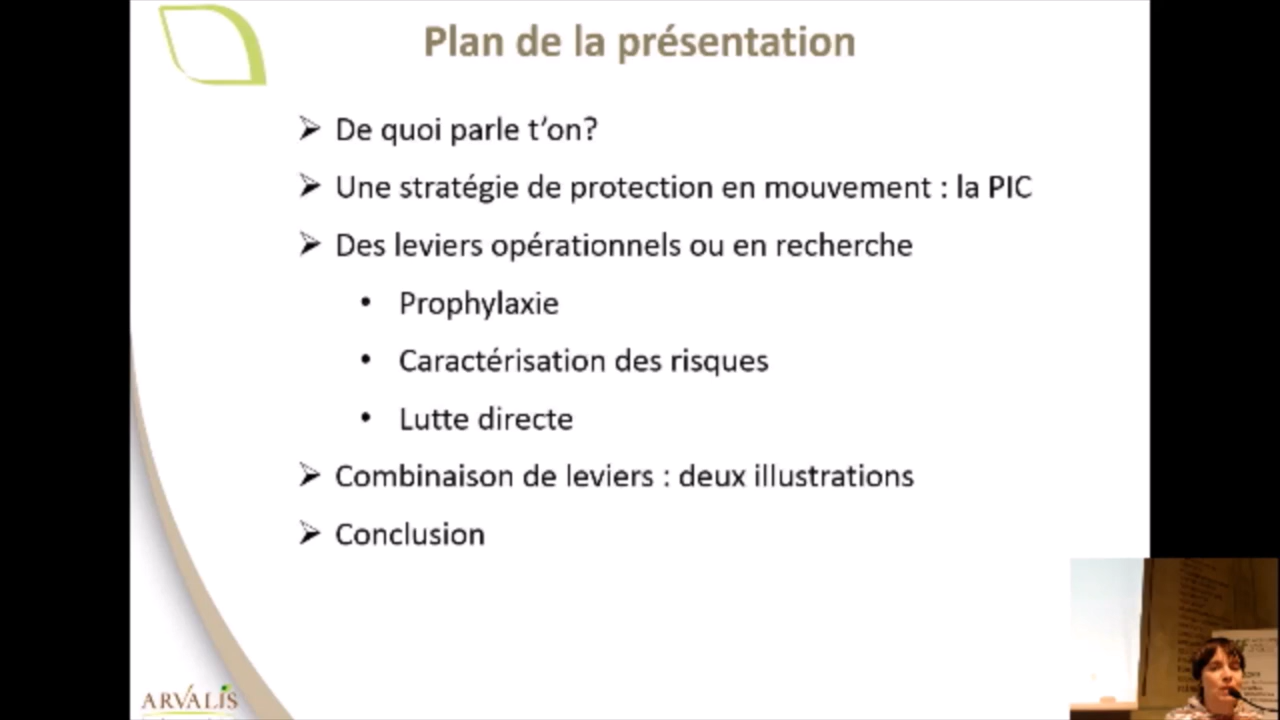 Plan de la présentation
De quoi parle t’on?
Une stratégie de protection en mouvement : la PIC
Des leviers opérationnels ou en recherche
Prophylaxie
Caractérisation des risques
Lutte directe
Combinaison de leviers : deux illustrations
Conclusion
ARVALIS